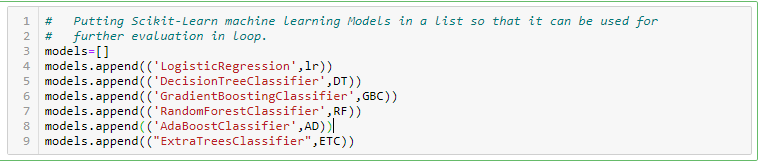 1 #   Putting Scikit-Learn machine learning Models in a list so that it can be used for
2 #   further evaluation in loop.
3 models=[]
4 models.append(('LogisticRegression',lr))
5 models.append(('DecisionTreeClassifier',DT))
6 models.append(('GradientBoostingClassifier',GBC))
7 models.append(('RandomForestClassifier',RF))
8 models.append(('AdaBoostClassifier',AD))
9 models.append(("ExtraTreesClassifier",ETC))